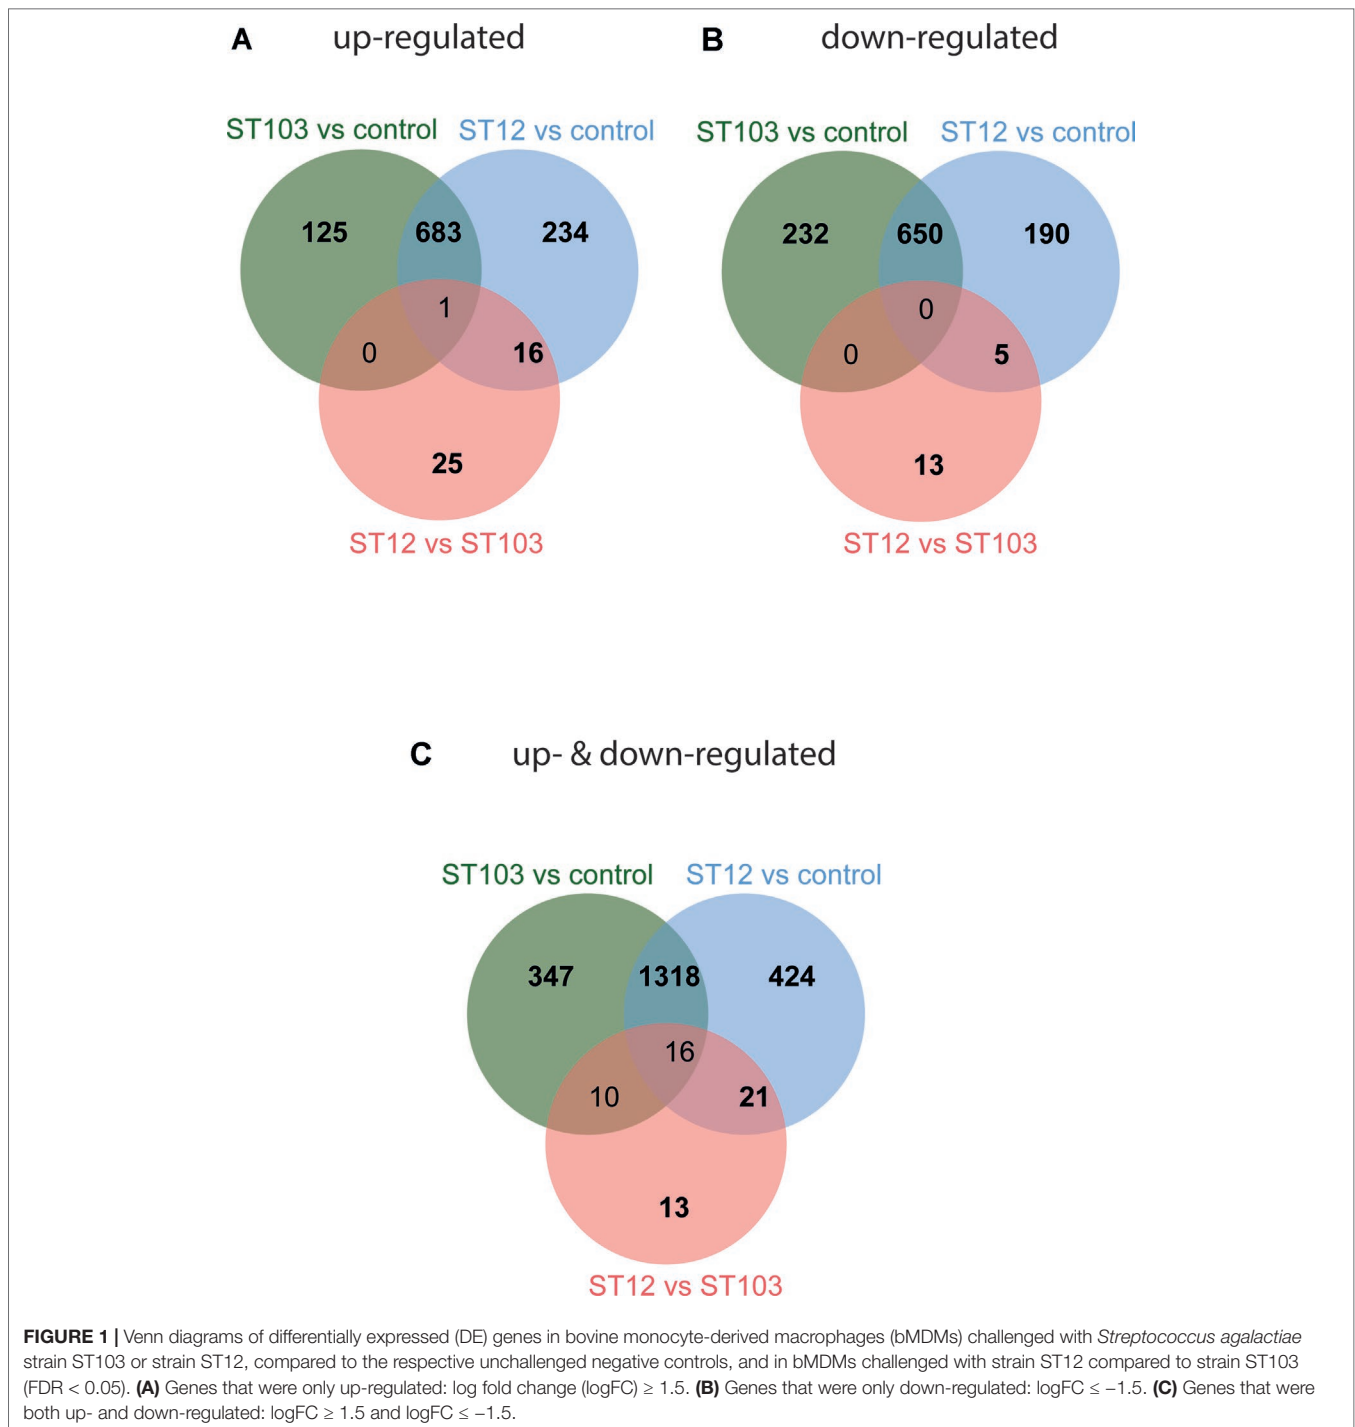 A up-regulated
B down-regulated
ST103 vs control ST12 vs control
ST103 vs control ST12 vs control
125 683 234
232 650 190
1
0
0 16
0 5
25
13
ST12 vs ST103
ST12 vs ST103
C up- & down-regulated
ST103 vs control ST12 vs control
347 1318 424
16
10 21
13
ST12 vs ST103
FIGURE 1 | Venn diagrams of differentially expressed (DE) genes in bovine monocyte-derived macrophages (bMDMs) challenged with Streptococcus agalactiae
strain ST103 or strain ST12, compared to the respective unchallenged negative controls, and in bMDMs challenged with strain ST12 compared to strain ST103
(FDR < 0.05). (A) Genes that were only up-regulated: log fold change (logFC) ≥ 1.5. (B) Genes that were only down-regulated: logFC ≤ −1.5. (C) Genes that were
both up- and down-regulated: logFC ≥ 1.5 and logFC ≤ −1.5.